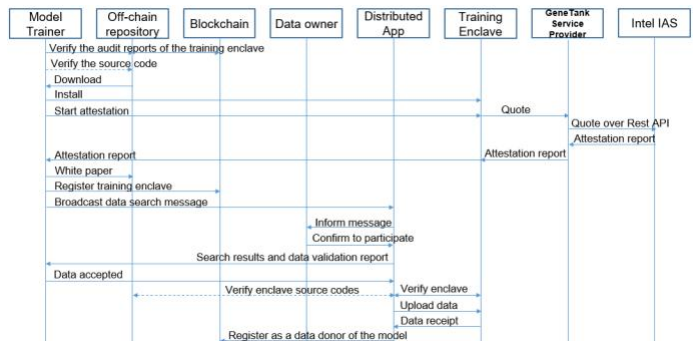 Model
Trainer
Off-chain
repository
Blockchain
Data owner
Distributed
App
Training
Enclave
GeneTank
Service
Provider
Intel IAS
Verify the audit reports of the training enclave
Verify the source code
Download
Install
Start attestation
Quote
Quote over Rest API
Attestation report
Attestation report
Attestation report
White paper
Register training enclave
Broadcast data search message
Inform message
Confirm to participate
Search results and data validation report
Data accepted
Verify enclave source codes
Verify enclave
Upload data
Data receipt
Register as a data donor of the model